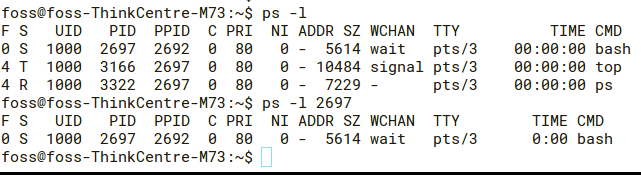 foss@foss-ThinkCentre-M73:~$ ps -l
F S   UID   PID  PPID  C PRI  NI ADDR SZ WCHAN  TTY          TIME CMD
0 S  1000  2697  2692  0  80   0 -  5614 wait   pts/3    00:00:00 bash
4 T  1000  3166  2697  0  80   0 - 10484 signal pts/3    00:00:00 top
4 R  1000  3322  2697  0  80   0 -  7229 -      pts/3    00:00:00 ps
foss@foss-ThinkCentre-M73:~$ ps -l 2697
F S   UID   PID  PPID  C PRI  NI ADDR SZ WCHAN  TTY        TIME CMD
0 S  1000  2697  2692  0  80   0 -  5614 wait   pts/3      0:00 bash
foss@foss-ThinkCentre-M73:~$